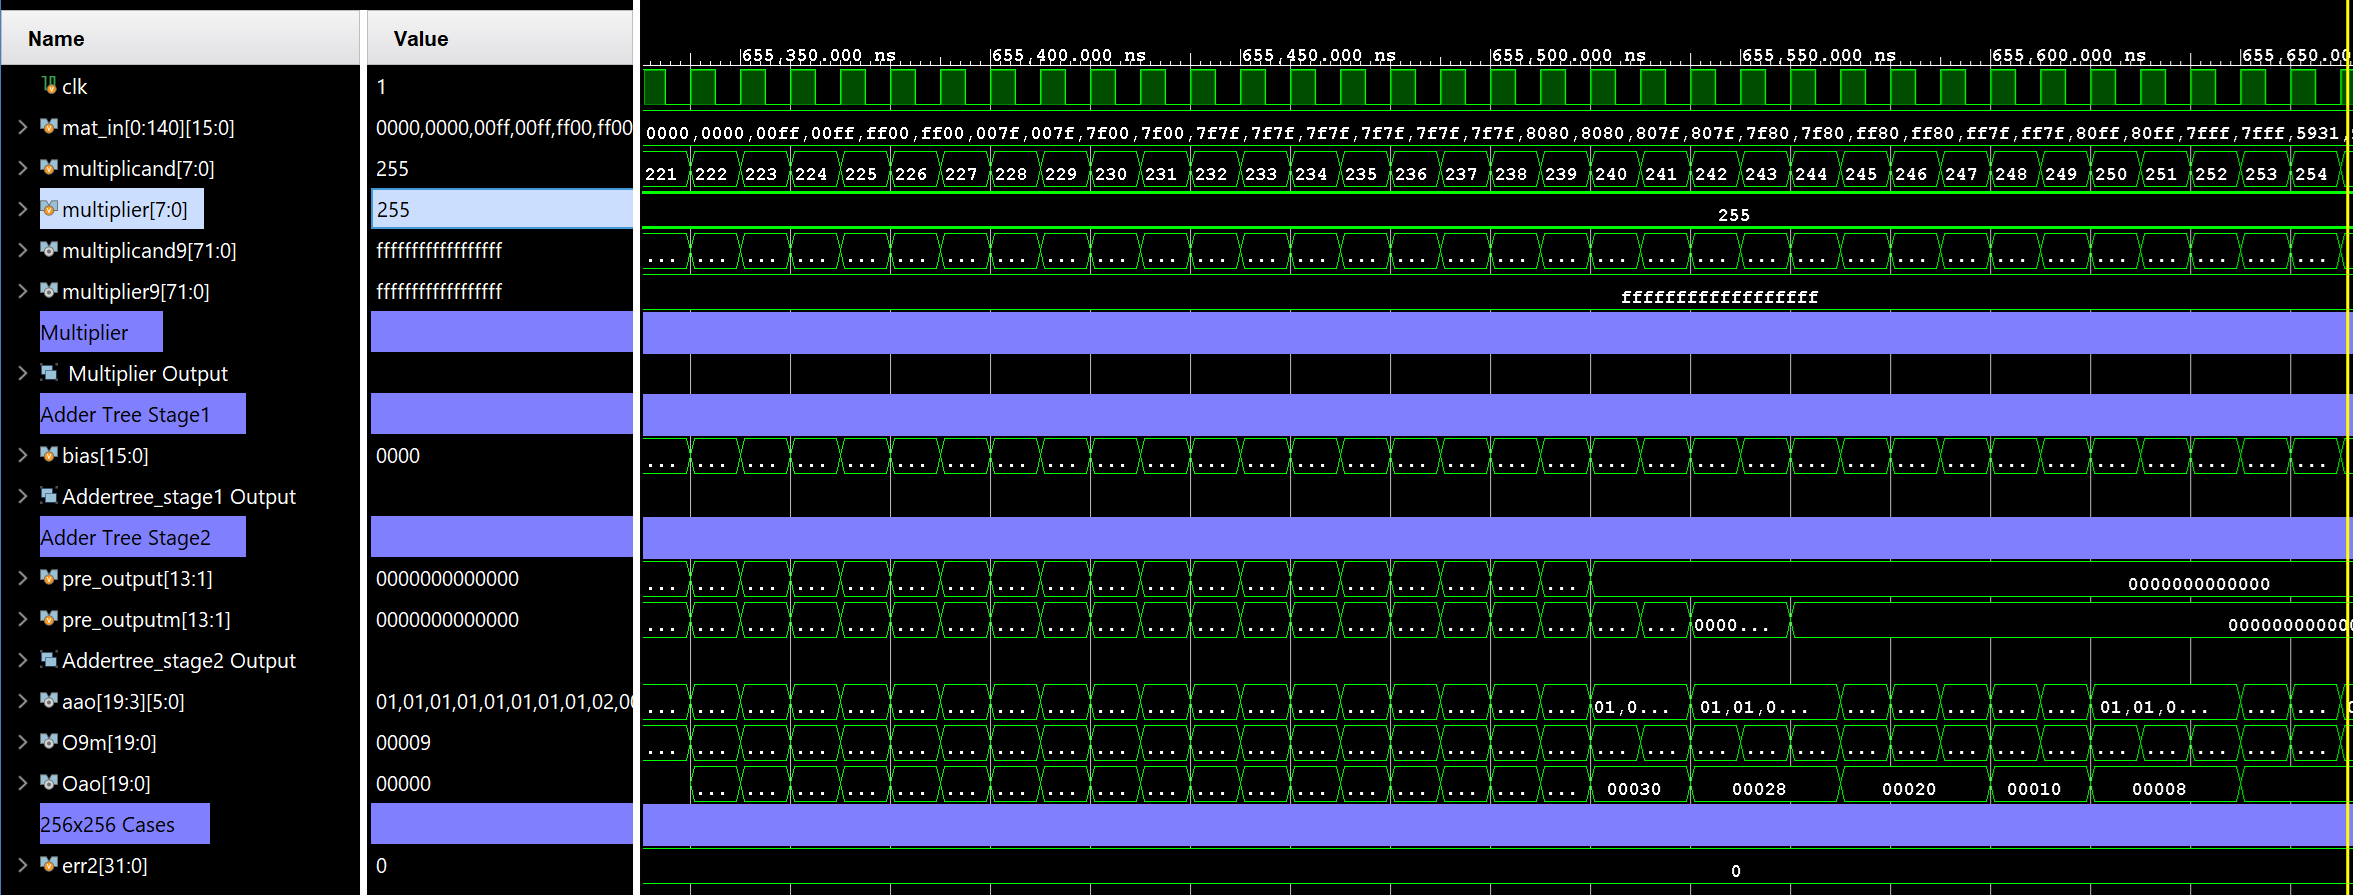 Name Value
655,350.000 ns 655,400.000 ns 655,450.000 ns 655,500.000 ns 655,550.000 ns 655,600.000 ns 655,650.00
clk 1
mat_in[0:140][15:0] 0000,0000,00ff,00ff,ff00,ff00 0000,0000,00ff,00ff,ff00,ff00,007f,007f,7f00,7f00,7f7f,7f7f,7f7f,7f7f,7f7f,7f7f,8080,8080,807f,807f,7f80,7f80,ff80,ff80,ff7f,ff7f,80ff,80ff,7fff,7fff,5931,
multiplicand[7:0] 255 221 222 223 224 225 226 227 228 229 230 231 232 233 234 235 236 237 238 239 240 241 242 243 244 245 246 247 248 249 250 251 252 253 254
multiplier[7:0] 255 255
multiplicand9[71:0] ffffffffffffffffff ... ... ... ... ... ... ... ... ... ... ... ... ... ... ... ... ... ... ... ... ... ... ... ... ... ... ... ... ... ... ... ... ... ...
multiplier9[71:0] ffffffffffffffffff ffffffffffffffffff
Multiplier
Multiplier Output
Adder Tree Stage1
bias[15:0] 0000 ... ... ... ... ... ... ... ... ... ... ... ... ... ... ... ... ... ... ... ... ... ... ... ... ... ... ... ... ... ... ... ... ... ...
Addertree_stage1 Output
Adder Tree Stage2
pre_output[13:1] 0000000000000 ... ... ... ... ... ... ... ... ... ... ... ... ... ... ... ... ... ... ... 0000000000000
pre_outputm[13:1] 0000000000000 ... ... ... ... ... ... ... ... ... ... ... ... ... ... ... ... ... ... ... ... ... 0000... 000000000000
Addertree_stage2 Output
aao[19:3][5:0] 01,01,01,01,01,01,01,02,00 ... ... ... ... ... ... ... ... ... ... ... ... ... ... ... ... ... ... ... 01,0... 01,01,0... ... ... ... ... ... 01,01,0... ... ...
O9m[19:0] 00009 ... ... ... ... ... ... ... ... ... ... ... ... ... ... ... ... ... ... ... ... ... ... ... ... ... ... ... ... ... ... ... ... ... ...
Oao[19:0] 00000 ... ... ... ... ... ... ... ... ... ... ... ... ... ... ... ... ... ... 00030 00028 00020 00010 00008
256x256 Cases
err2[31:0] 0 0